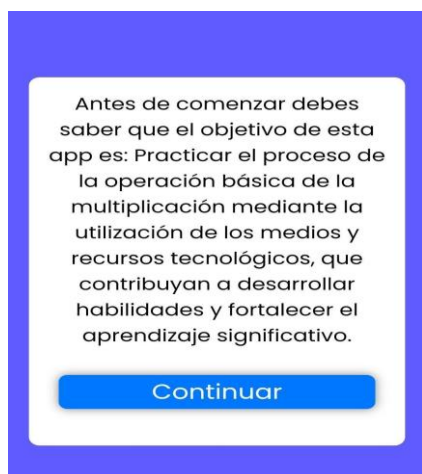 Antes de comenzar debes
saber que el objetivo de esta
app es: Practicar el proceso de
la operación básica de la
multiplicación mediante la
utilización de los medios y
recursos tecnológicos, que
contribuyan a desarrollar
habilidades y fortalecer el
aprendizaje significativo.
Continuar